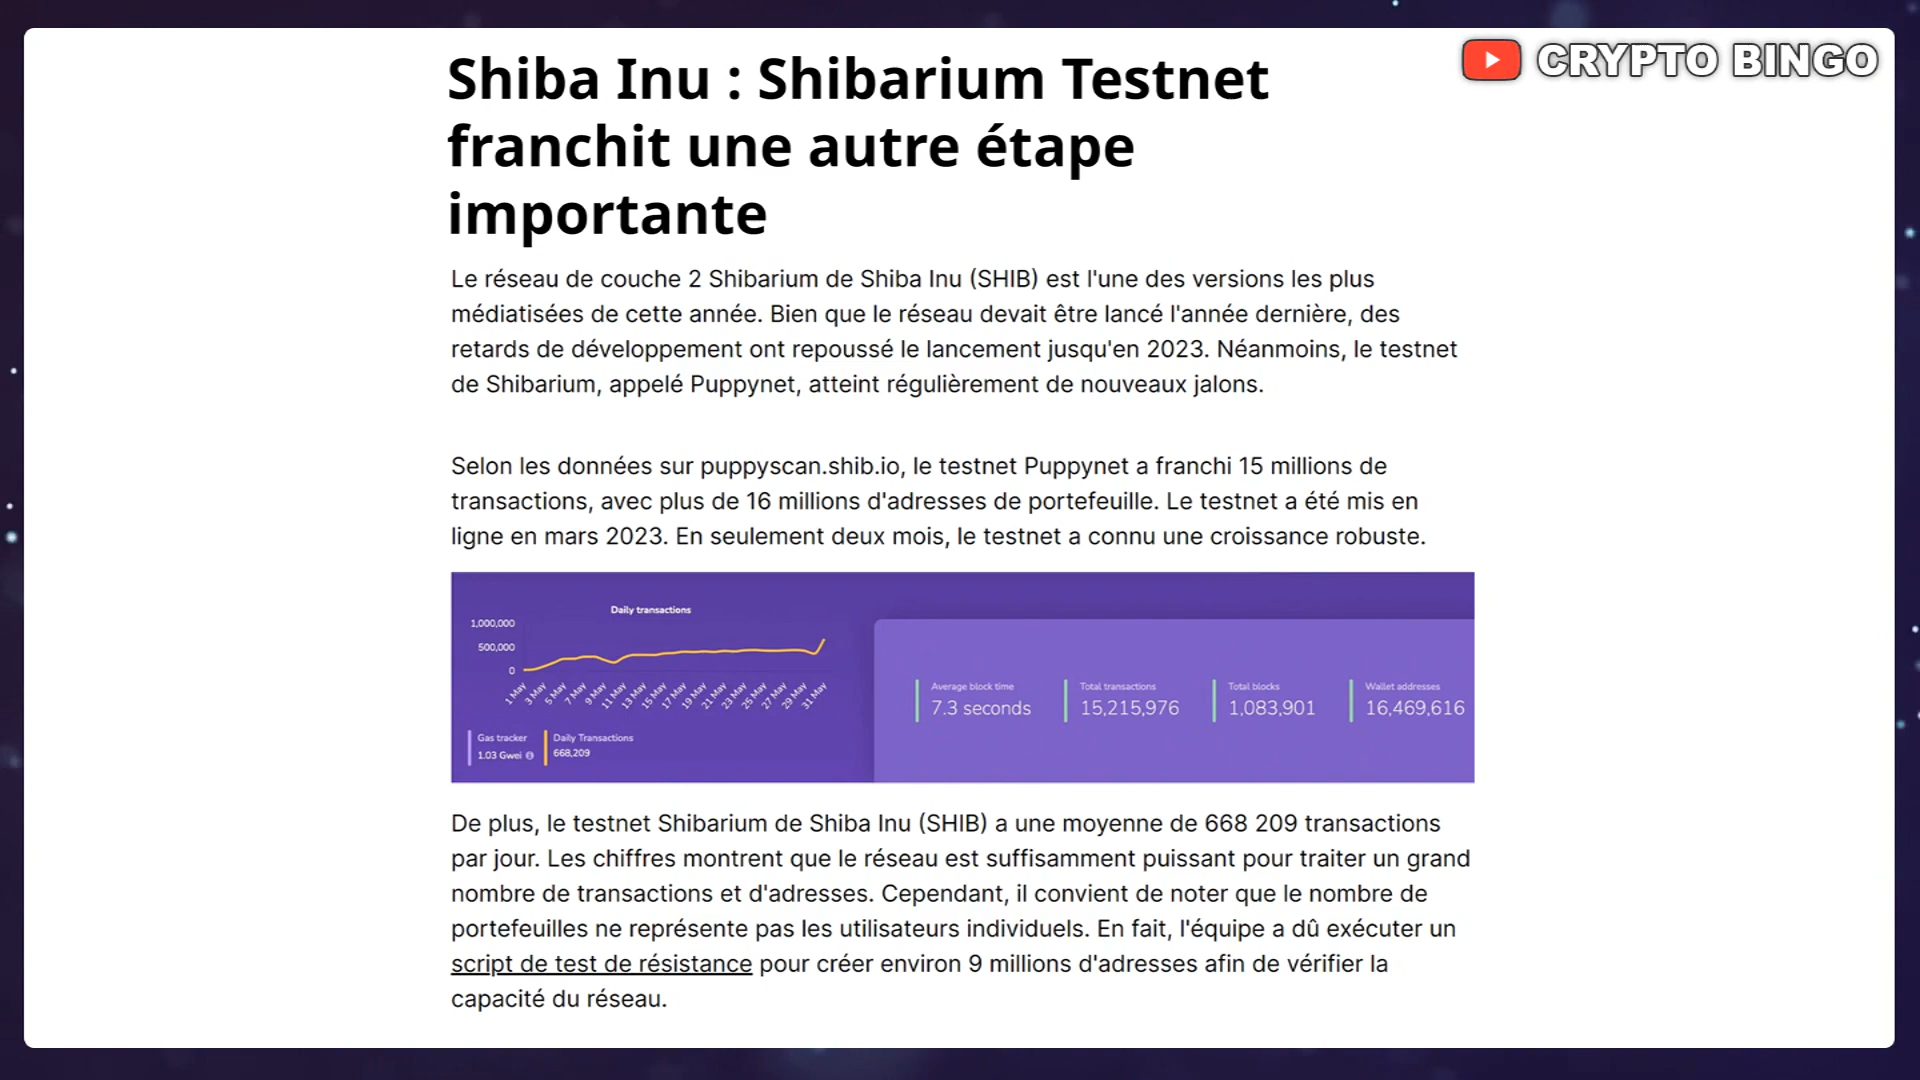 CRYPTO BINGO
Shiba Inu : Shibarium Testnet
franchit une autre étape
importante
Le réseau de couche 2 Shibarium de Shiba Inu (SHIB) est l'une des versions les plus
médiatisées de cette année. Bien que le réseau devait être lancé l'année dernière, des
retards de développement ont repoussé le lancement jusqu'en 2023. Néanmoins, le testnet
de Shibarium, appelé Puppynet, atteint régulièrement de nouveaux jalons.
Selon les données sur puppyscan.shib.io, le testnet Puppynet a franchi 15 millions de
transactions, avec plus de 16 millions d'adresses de portefeuille. Le testnet a été mis en
ligne en mars 2023. En seulement deux mois, le testnet a connu une croissance robuste.
Daily transactions
1,000,000
500,000
0
1 May 3 May 5 May 7 May 9 May 11 May 13 May 15 May 17 May 19 May 21 May 23 May 25 May 27 May 29 May 31 May
Gas tracker
1.03 Gwei
Daily Transactions
668,209
Average block time
7.3 seconds
Total transactions
15,215,976
Total blocks
1,083,901
Wallet addresses
16,469,616
De plus, le testnet Shibarium de Shiba Inu (SHIB) a une moyenne de 668 209 transactions
par jour. Les chiffres montrent que le réseau est suffisamment puissant pour traiter un grand
nombre de transactions et d'adresses. Cependant, il convient de noter que le nombre de
portefeuilles ne représente pas les utilisateurs individuels. En fait, l'équipe a dû exécuter un
script de test de résistance pour créer environ 9 millions d'adresses afin de vérifier la
capacité du réseau.